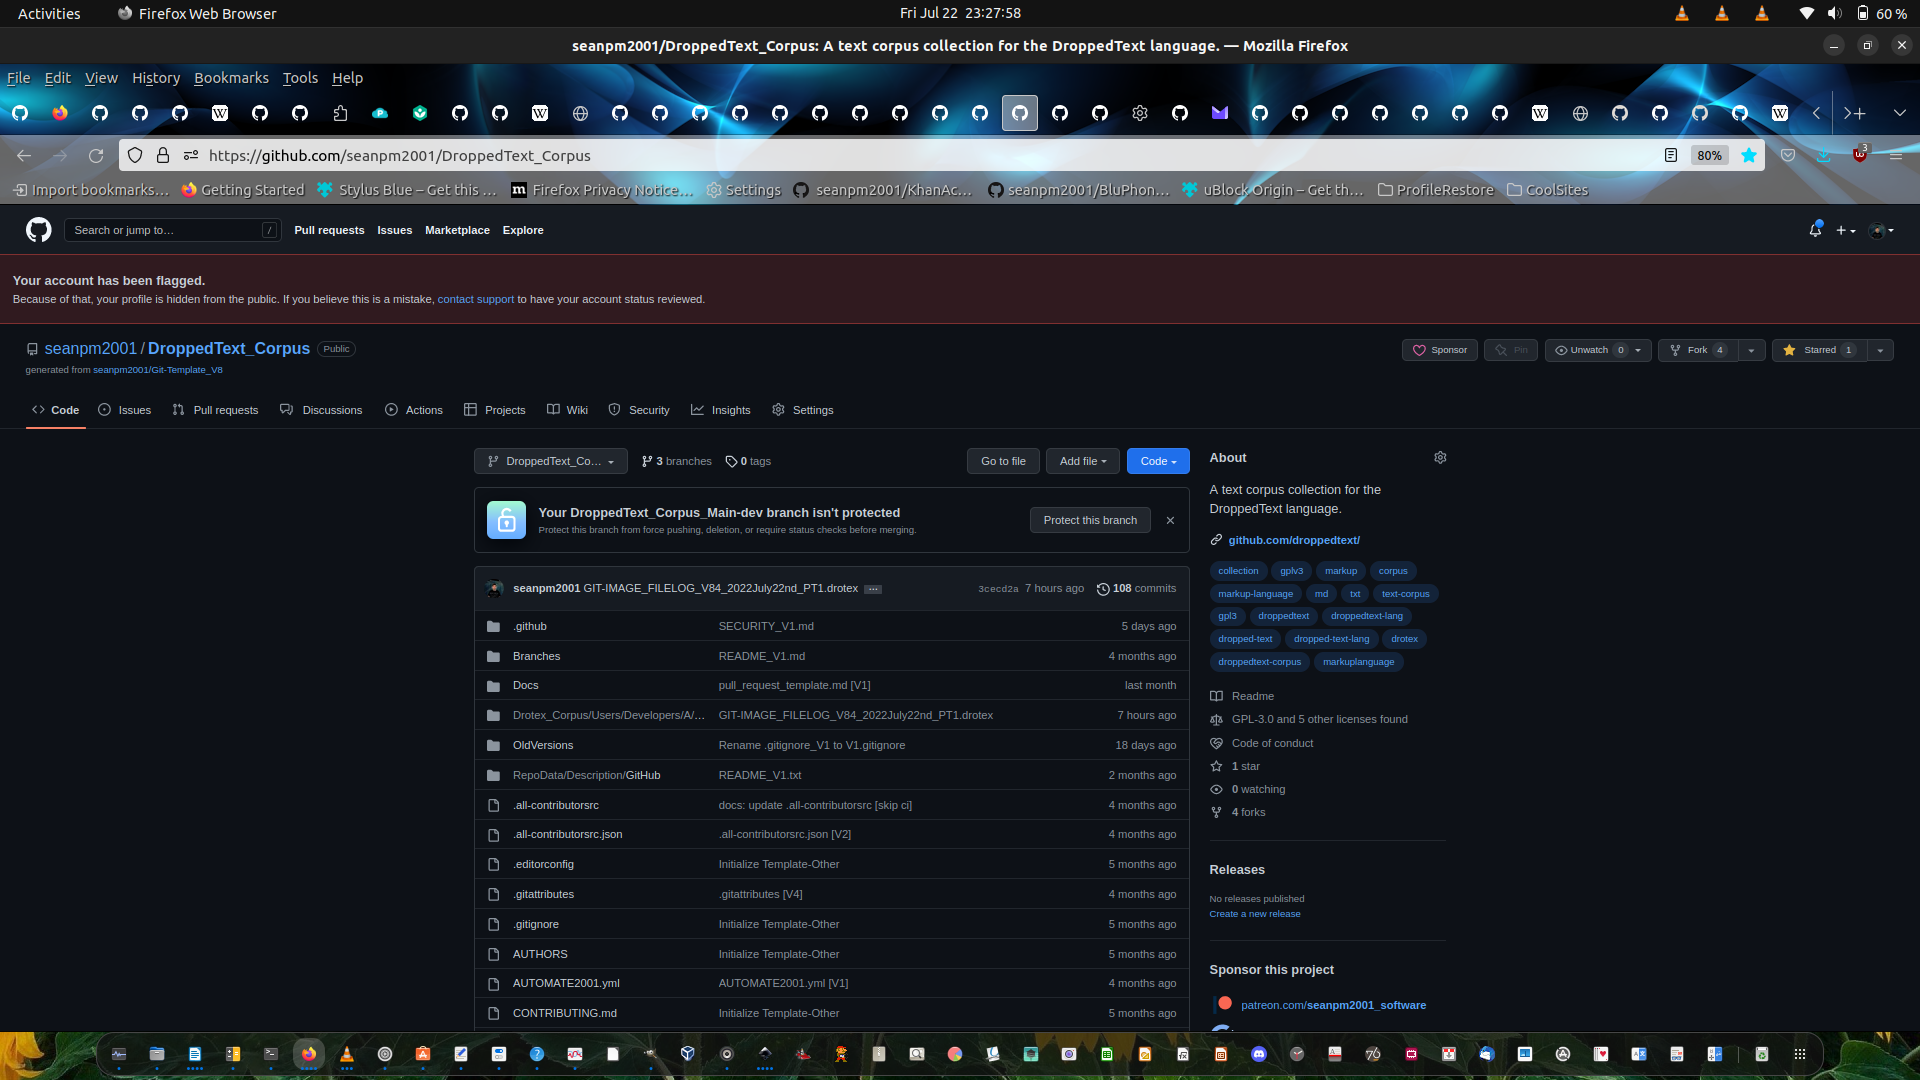 Activities Firefox Web Browser Fri Jul 22 23:27:58 60 %
seanpm2001/DroppedText_Corpus: A text corpus collection for the DroppedText language. — Mozilla Firefox
File Edit View History Bookmarks Tools Help
https://github.com/seanpm2001/DroppedText_Corpus 80% 3
Import bookmarks… Getting Started Stylus Blue – Get this … Firefox Privacy Notice… Settings seanpm2001/KhanAc… seanpm2001/BluPhon… uBlock Origin – Get th… ProfileRestore CoolSites
Search or jump to… / Pull requests Issues Marketplace Explore
Your account has been flagged.
Because of that, your profile is hidden from the public. If you believe this is a mistake, contact support to have your account status reviewed.
seanpm2001 / DroppedText_Corpus Public
Sponsor Pin Unwatch 0 Fork 4 Starred 1
generated from seanpm2001/Git-Template_V8
Code Issues Pull requests Discussions Actions Projects Wiki Security Insights Settings
DroppedText_Co… 3 branches 0 tags Go to file Add file Code
Your DroppedText_Corpus_Main-dev branch isn't protected
Protect this branch from force pushing, deletion, or require status checks before merging.
Protect this branch
seanpm2001 GIT-IMAGE_FILELOG_V84_2022July22nd_PT1.drotex … 3cecd2a 7 hours ago 108 commits
.github SECURITY_V1.md 5 days ago
Branches README_V1.md 4 months ago
Docs pull_request_template.md [V1] last month
Drotex_Corpus/Users/Developers/A/… GIT-IMAGE_FILELOG_V84_2022July22nd_PT1.drotex 7 hours ago
OldVersions Rename .gitignore_V1 to V1.gitignore 18 days ago
RepoData/Description/GitHub README_V1.txt 2 months ago
.all-contributorsrc docs: update .all-contributorsrc [skip ci] 4 months ago
.all-contributorsrc.json .all-contributorsrc.json [V2] 4 months ago
.editorconfig Initialize Template-Other 5 months ago
.gitattributes .gitattributes [V4] 4 months ago
.gitignore Initialize Template-Other 5 months ago
AUTHORS Initialize Template-Other 5 months ago
AUTOMATE2001.yml AUTOMATE2001.yml [V1] 4 months ago
CONTRIBUTING.md Initialize Template-Other 5 months ago
About
A text corpus collection for the
DroppedText language.
github.com/droppedtext/
collection gplv3 markup corpus
markup-language md txt text-corpus
gpl3 droppedtext droppedtext-lang
dropped-text dropped-text-lang drotex
droppedtext-corpus markuplanguage
Readme
GPL-3.0 and 5 other licenses found
Code of conduct
1 star
0 watching
4 forks
Releases
No releases published
Create a new release
Sponsor this project
patreon.com/seanpm2001_software